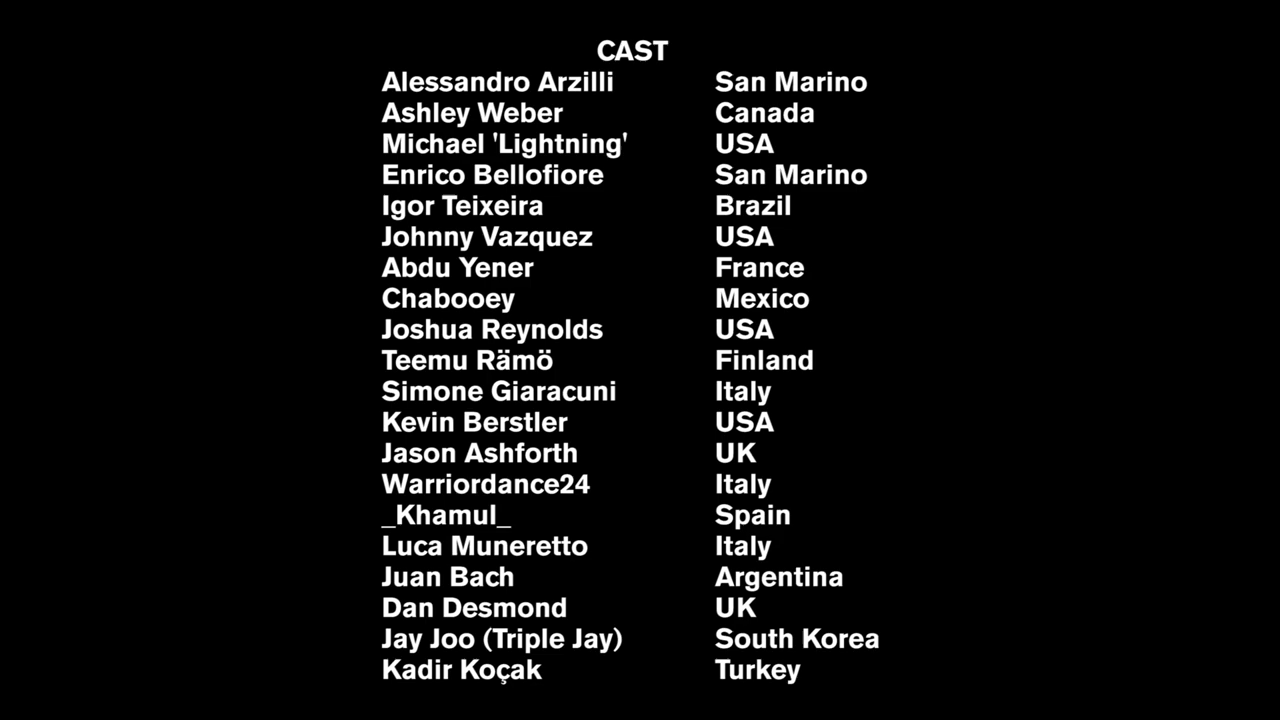 CAST
Alessandro Arzilli San Marino
Ashley Weber Canada
Michael 'Lightning' USA
Enrico Bellofiore San Marino
Igor Teixeira Brazil
Johnny Vazquez USA
Abdu Yener France
Chabooey Mexico
Joshua Reynolds USA
Teemu Rämö Finland
Simone Giaracuni Italy
Kevin Berstler USA
Jason Ashforth UK
Warriordance24 Italy
_Khamul_ Spain
Luca Muneretto Italy
Juan Bach Argentina
Dan Desmond UK
Jay Joo (Triple Jay) South Korea
Kadir Koçak Turkey